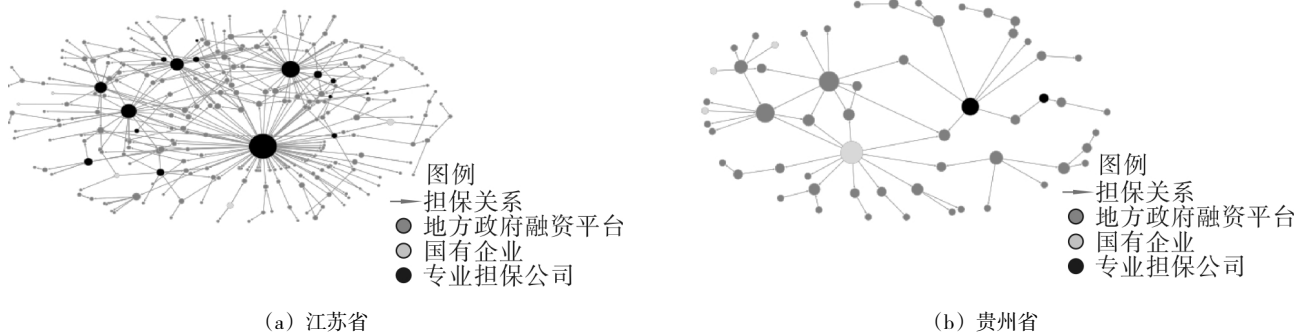 图例
担保关系
地方政府融资平台
国有企业
专业担保公司
(a) 江苏省
图例
担保关系
地方政府融资平台
国有企业
专业担保公司
(b) 贵州省